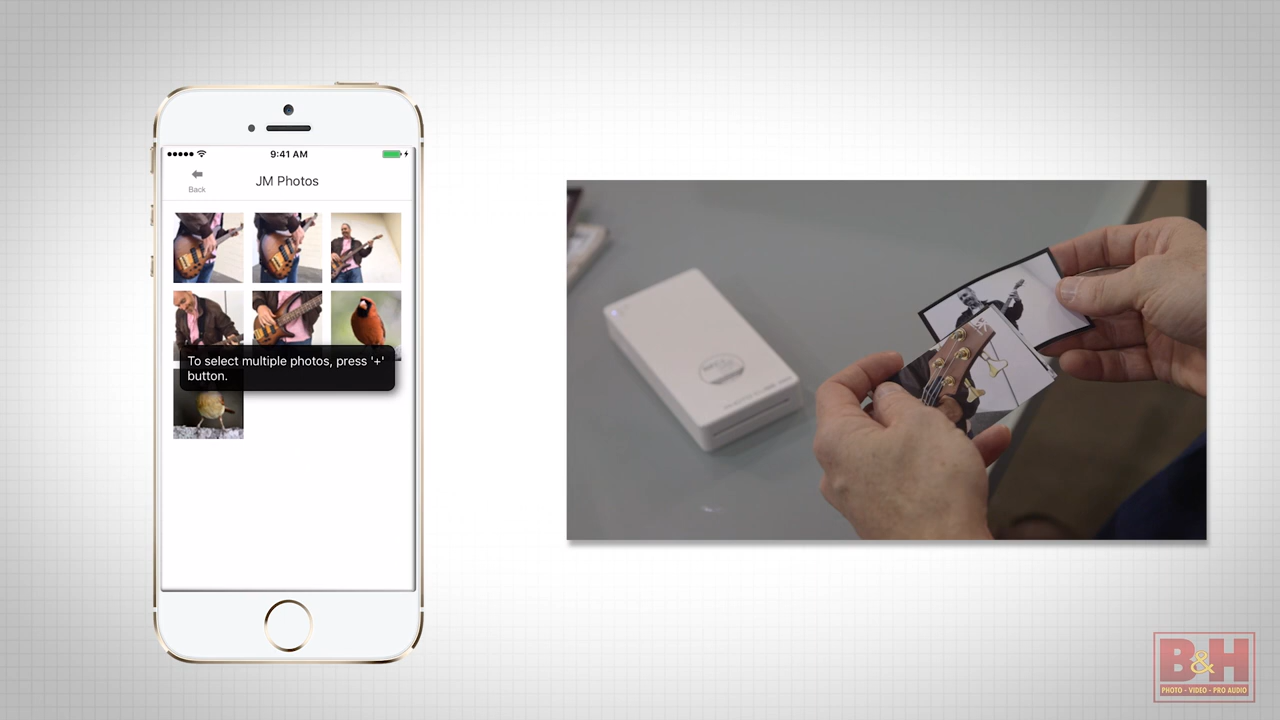 9:41 AM
Back
JM Photos
To select multiple photos, press '+'
button.
B&H
PHOTO - VIDEO - PRO AUDIO